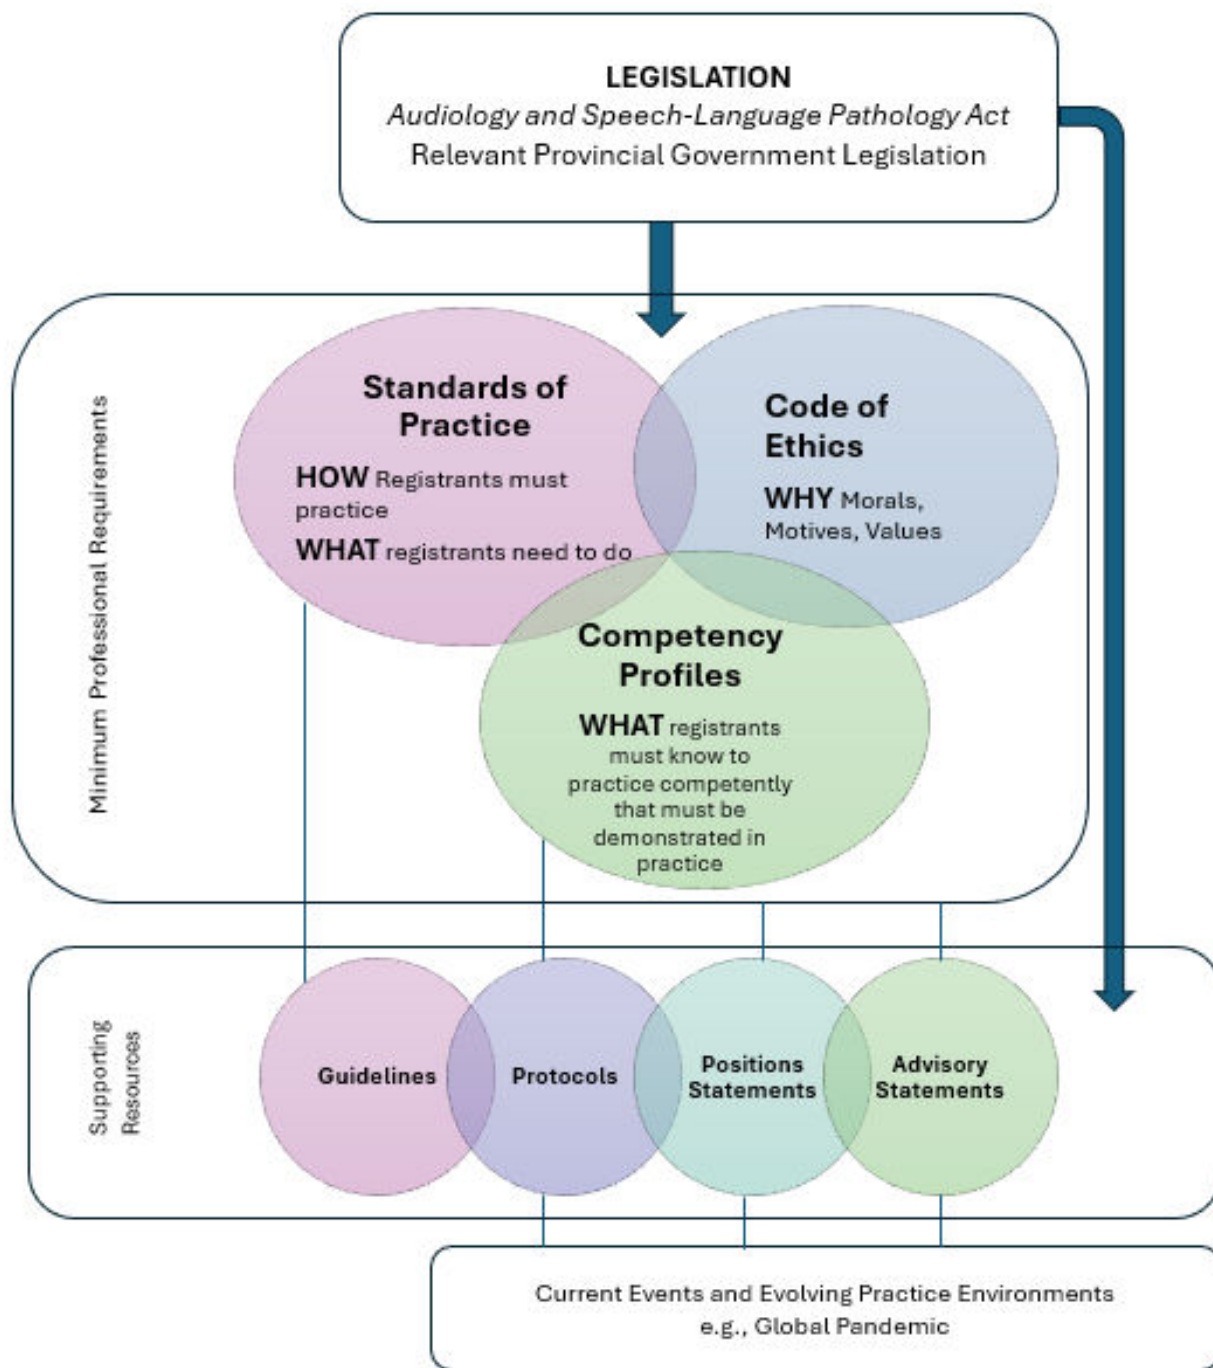 LEGISLATION
Audiology and Speech-Language Pathology Act
Relevant Provincial Government Legislation
Minimum Professional Requirements
Standards of
Practice
HOW Registrants must
practice
WHAT registrants need to do
Code of
Ethics
WHY Morals,
Motives, Values
Competency
Profiles
WHAT registrants
must know to
practice competently
that must be
demonstrated in
practice
Supporting
Resources
Guidelines
Protocols
Positions
Statements
Advisory
Statements
Current Events and Evolving Practice Environments
e.g., Global Pandemic